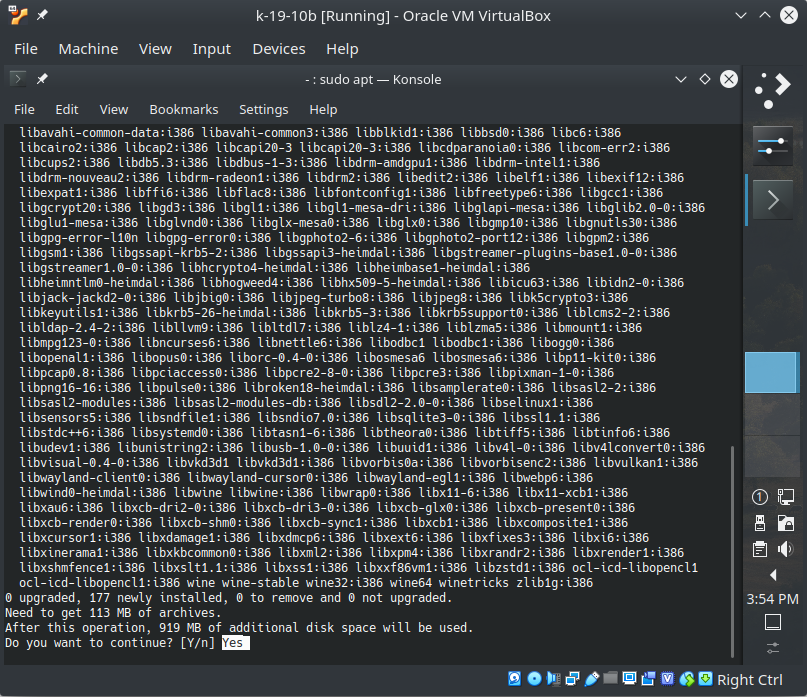 k-19-10b [Running] - Oracle VM VirtualBox
File Machine View Input Devices Help
- : sudo apt — Konsole
File Edit View Bookmarks Settings Help
libavahi-common-data:i386 libavahi-common3:i386 libblkid1:i386 libbsd0:i386 libc6:i386
libcairo2:i386 libcap2:i386 libcapi20-3 libcapi20-3:i386 libcdparanoia0:i386 libcom-err2:i386
libcups2:i386 libdb5.3:i386 libdbus-1-3:i386 libdrm-amdgpu1:i386 libdrm-intel1:i386
libdrm-nouveau2:i386 libdrm-radeon1:i386 libdrm2:i386 libedit2:i386 libelf1:i386 libexif12:i386
libexpat1:i386 libffi6:i386 libflac8:i386 libfontconfig1:i386 libfreetype6:i386 libgcc1:i386
libgcrypt20:i386 libgd3:i386 libgl1:i386 libgl1-mesa-dri:i386 libglapi-mesa:i386 libglib2.0-0:i386
libglu1-mesa:i386 libglvnd0:i386 libglx-mesa0:i386 libglx0:i386 libgmp10:i386 libgnutls30:i386
libgpg-error-l10n libgpg-error0:i386 libgphoto2-6:i386 libgphoto2-port12:i386 libgpm2:i386
libgsm1:i386 libgssapi-krb5-2:i386 libgssapi3-heimdal:i386 libgstreamer-plugins-base1.0-0:i386
libgstreamer1.0-0:i386 libhcrypto4-heimdal:i386 libheimbase1-heimdal:i386
libheimntlm0-heimdal:i386 libhogweed4:i386 libhx509-5-heimdal:i386 libicu63:i386 libidn2-0:i386
libjack-jackd2-0:i386 libjbig0:i386 libjpeg-turbo8:i386 libjpeg8:i386 libk5crypto3:i386
libkeyutils1:i386 libkrb5-26-heimdal:i386 libkrb5-3:i386 libkrb5support0:i386 liblcms2-2:i386
libldap-2.4-2:i386 libllvm9:i386 libltdl7:i386 liblz4-1:i386 liblzma5:i386 libmount1:i386
libmpg123-0:i386 libncurses6:i386 libnettle6:i386 libodbc1 libodbc1:i386 libogg0:i386
libopenal1:i386 libopus0:i386 liborc-0.4-0:i386 libosmesa6 libosmesa6:i386 libp11-kit0:i386
libpcap0.8:i386 libpciaccess0:i386 libpcre2-8-0:i386 libpcre3:i386 libpixman-1-0:i386
libpng16-16:i386 libpulse0:i386 libroken18-heimdal:i386 libsamplerate0:i386 libsasl2-2:i386
libsasl2-modules:i386 libsasl2-modules-db:i386 libsdl2-2.0-0:i386 libselinux1:i386
libsensors5:i386 libsndfile1:i386 libsndio7.0:i386 libsqlite3-0:i386 libssl1.1:i386
libstdc++6:i386 libsystemd0:i386 libtasn1-6:i386 libtheora0:i386 libtiff5:i386 libtinfo6:i386
libudev1:i386 libunistring2:i386 libusb-1.0-0:i386 libuuid1:i386 libv4l-0:i386 libv4lconvert0:i386
libvisual-0.4-0:i386 libvkd3d1 libvkd3d1:i386 libvorbis0a:i386 libvorbisenc2:i386 libvulkan1:i386
libwayland-client0:i386 libwayland-cursor0:i386 libwayland-egl1:i386 libwebp6:i386
libwind0-heimdal:i386 libwine libwine:i386 libwrap0:i386 libx11-6:i386 libx11-xcb1:i386
libxau6:i386 libxcb-dri2-0:i386 libxcb-dri3-0:i386 libxcb-glx0:i386 libxcb-present0:i386
libxcb-render0:i386 libxcb-shm0:i386 libxcb-sync1:i386 libxcb1:i386 libxcomposite1:i386
libxcursor1:i386 libxdamage1:i386 libxdmcp6:i386 libxext6:i386 libxfixes3:i386 libxi6:i386
libxinerama1:i386 libxkbcommon0:i386 libxml2:i386 libxpm4:i386 libxrandr2:i386 libxrender1:i386
libxshmfence1:i386 libxslt1.1:i386 libxss1:i386 libxxf86vm1:i386 libzstd1:i386 ocl-icd-libopencl1
ocl-icd-libopencl1:i386 wine wine-stable wine32:i386 wine64 winetricks zlib1g:i386
0 upgraded, 177 newly installed, 0 to remove and 0 not upgraded.
Need to get 113 MB of archives.
After this operation, 919 MB of additional disk space will be used.
Do you want to continue? [Y/n] Yes
1
3:54 PM
Right Ctrl